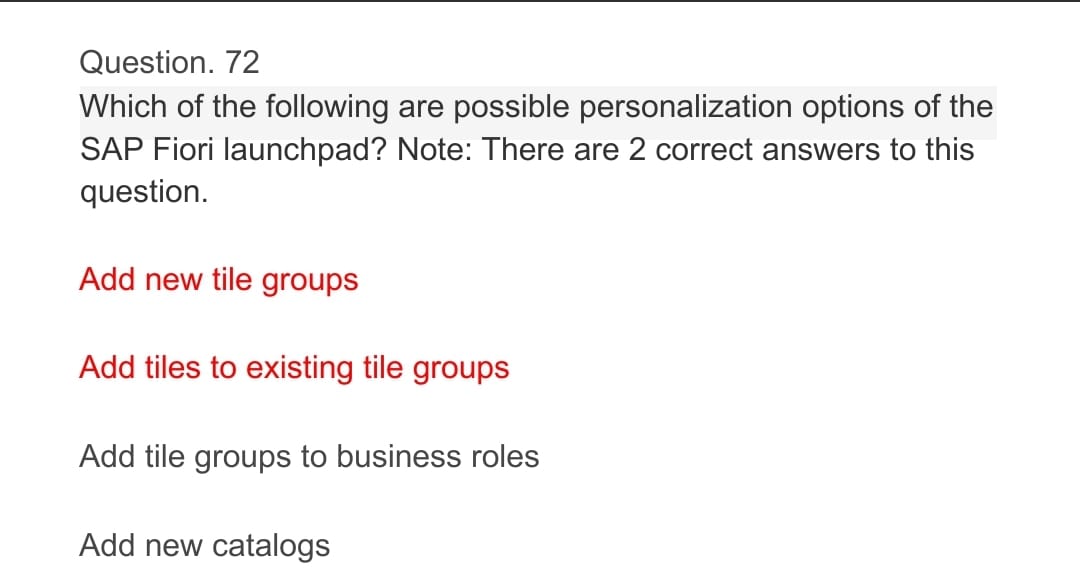 Question. 72
Which of the following are possible personalization options of the
SAP Fiori launchpad? Note: There are 2 correct answers to this
question.
Add new tile groups
Add tiles to existing tile groups
Add tile groups to business roles
Add new catalogs